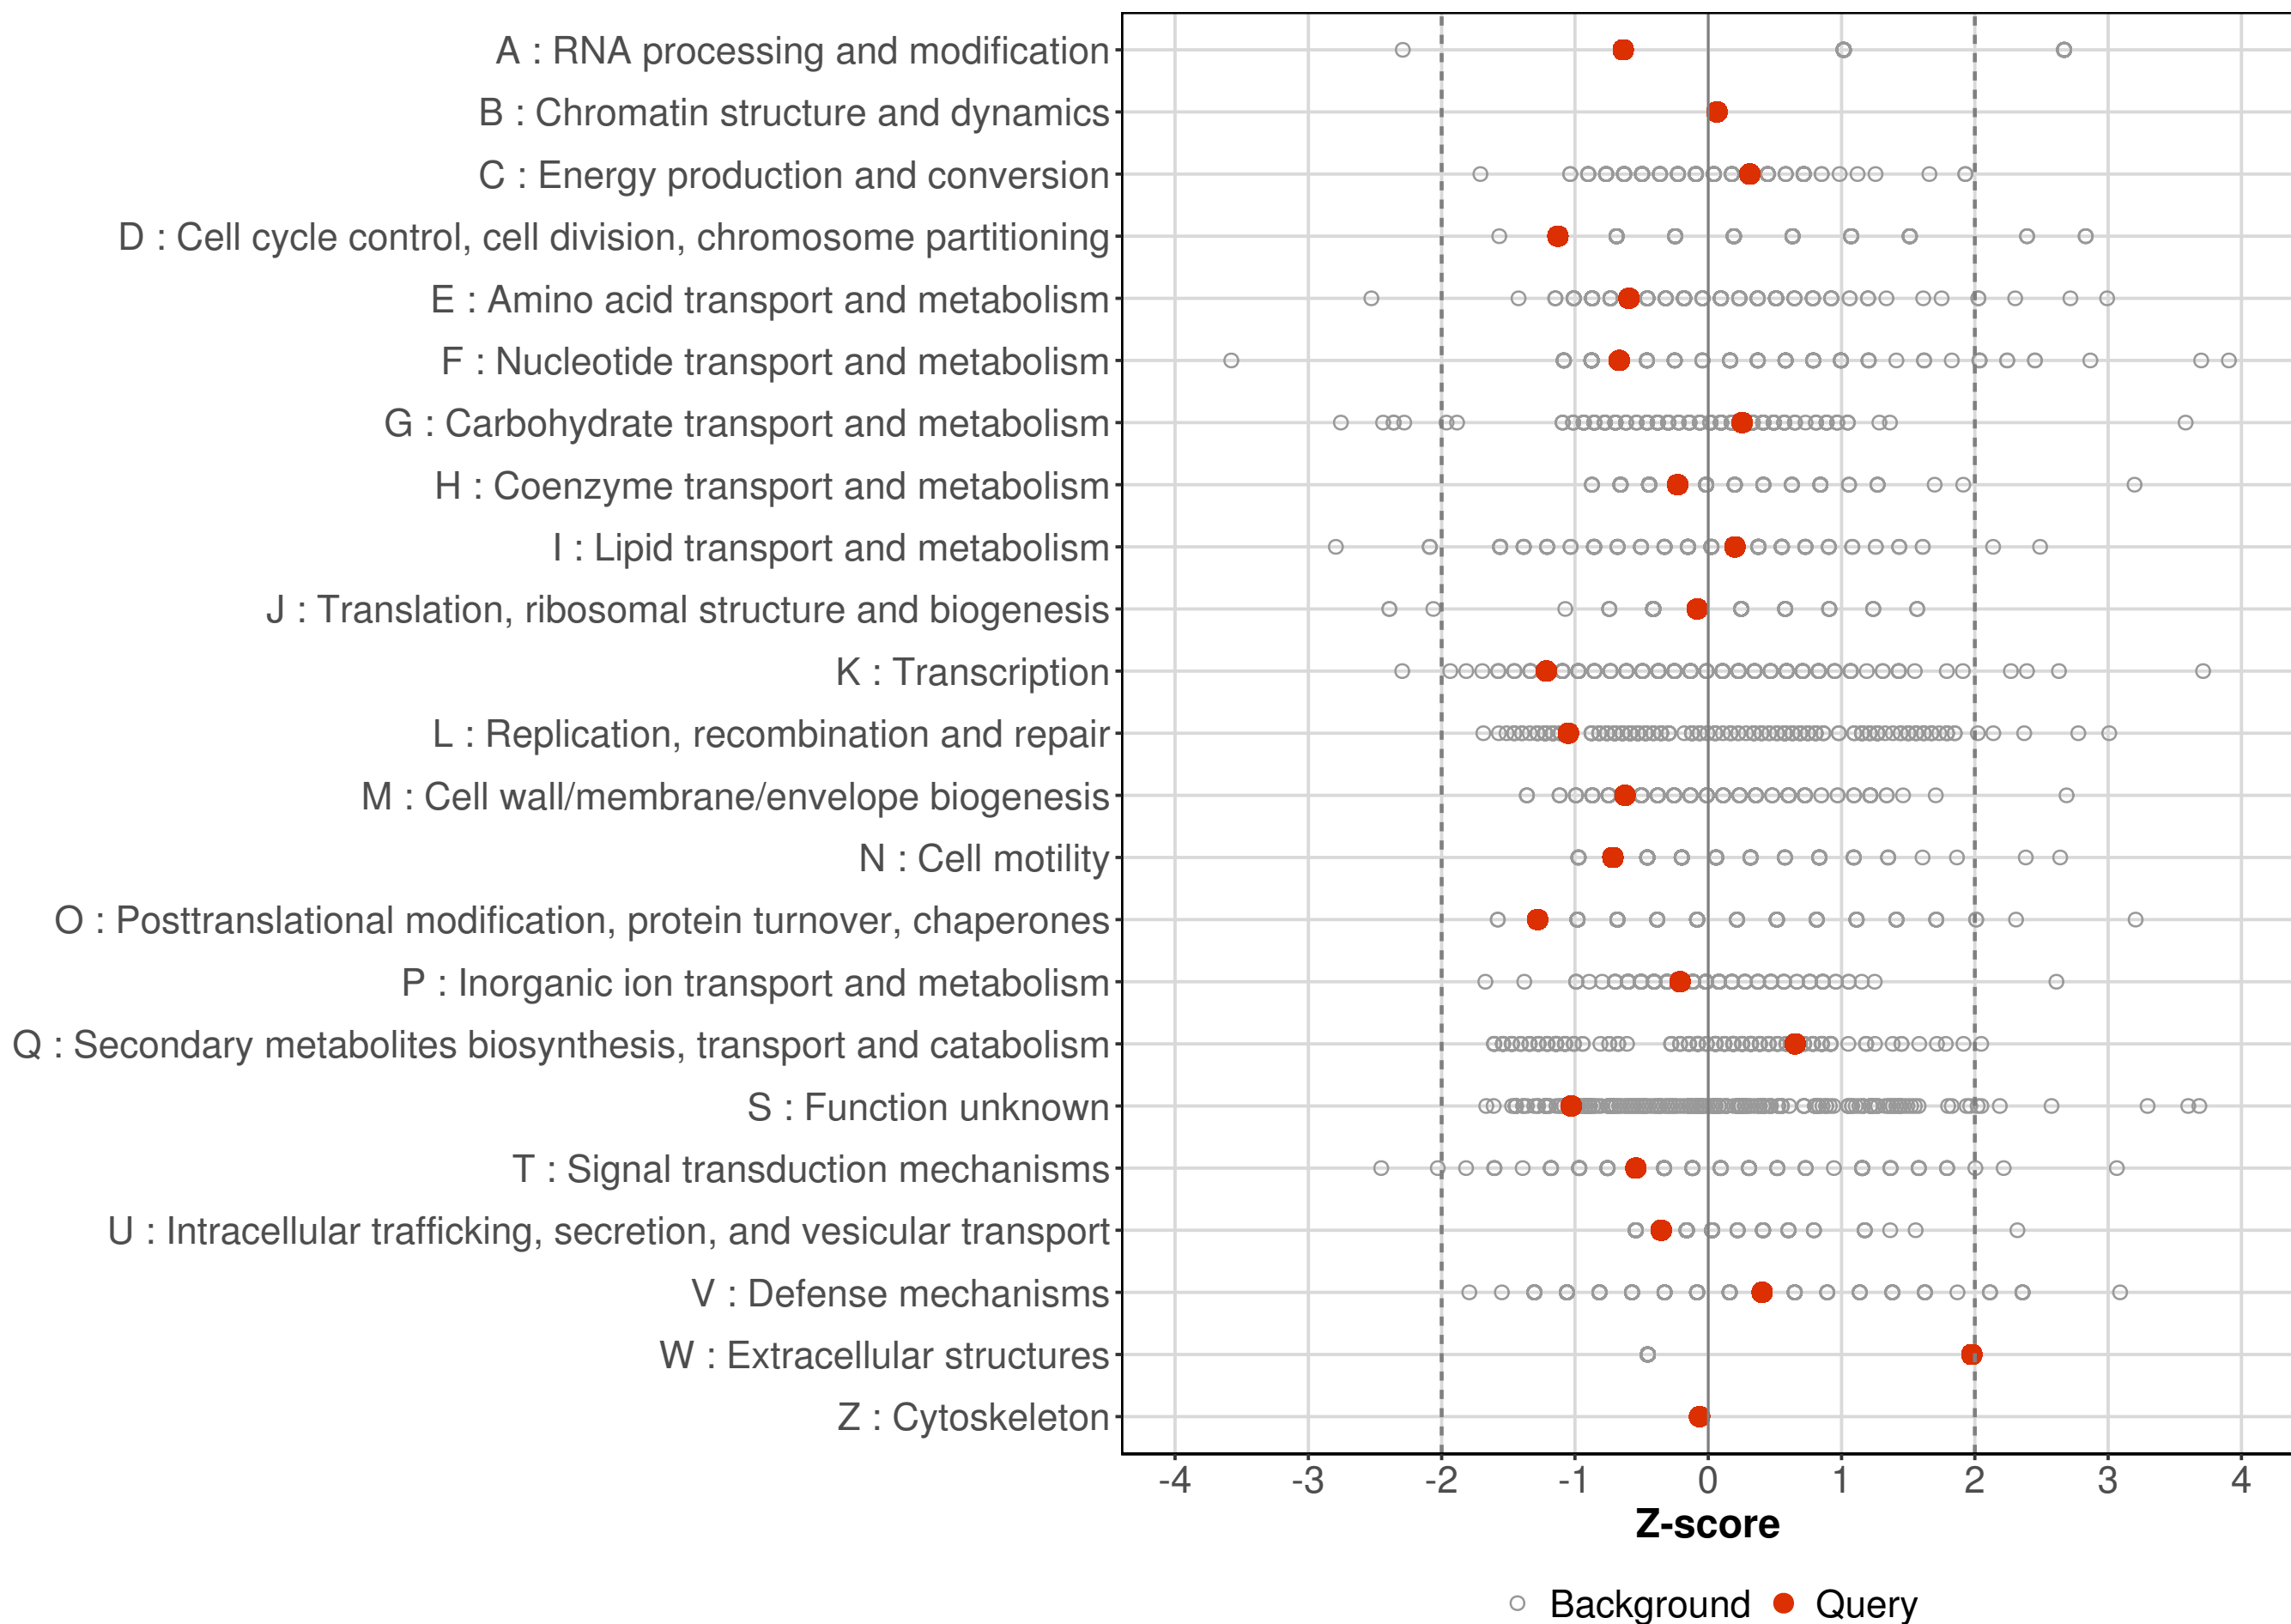 A : RNA processing and modification
B : Chromatin structure and dynamics
C : Energy production and conversion
D : Cell cycle control, cell division, chromosome partitioning
E : Amino acid transport and metabolism
F : Nucleotide transport and metabolism
G : Carbohydrate transport and metabolism
H : Coenzyme transport and metabolism
I : Lipid transport and metabolism
J : Translation, ribosomal structure and biogenesis
K : Transcription
L : Replication, recombination and repair
M : Cell wall/membrane/envelope biogenesis
N : Cell motility
O : Posttranslational modification, protein turnover, chaperones
P : Inorganic ion transport and metabolism
Q : Secondary metabolites biosynthesis, transport and catabolism
S : Function unknown
T : Signal transduction mechanisms
U : Intracellular trafficking, secretion, and vesicular transport
V : Defense mechanisms
W : Extracellular structures
Z : Cytoskeleton
-4 -3 -2 -1 0 1 2 3 4
Z-score
Background Query